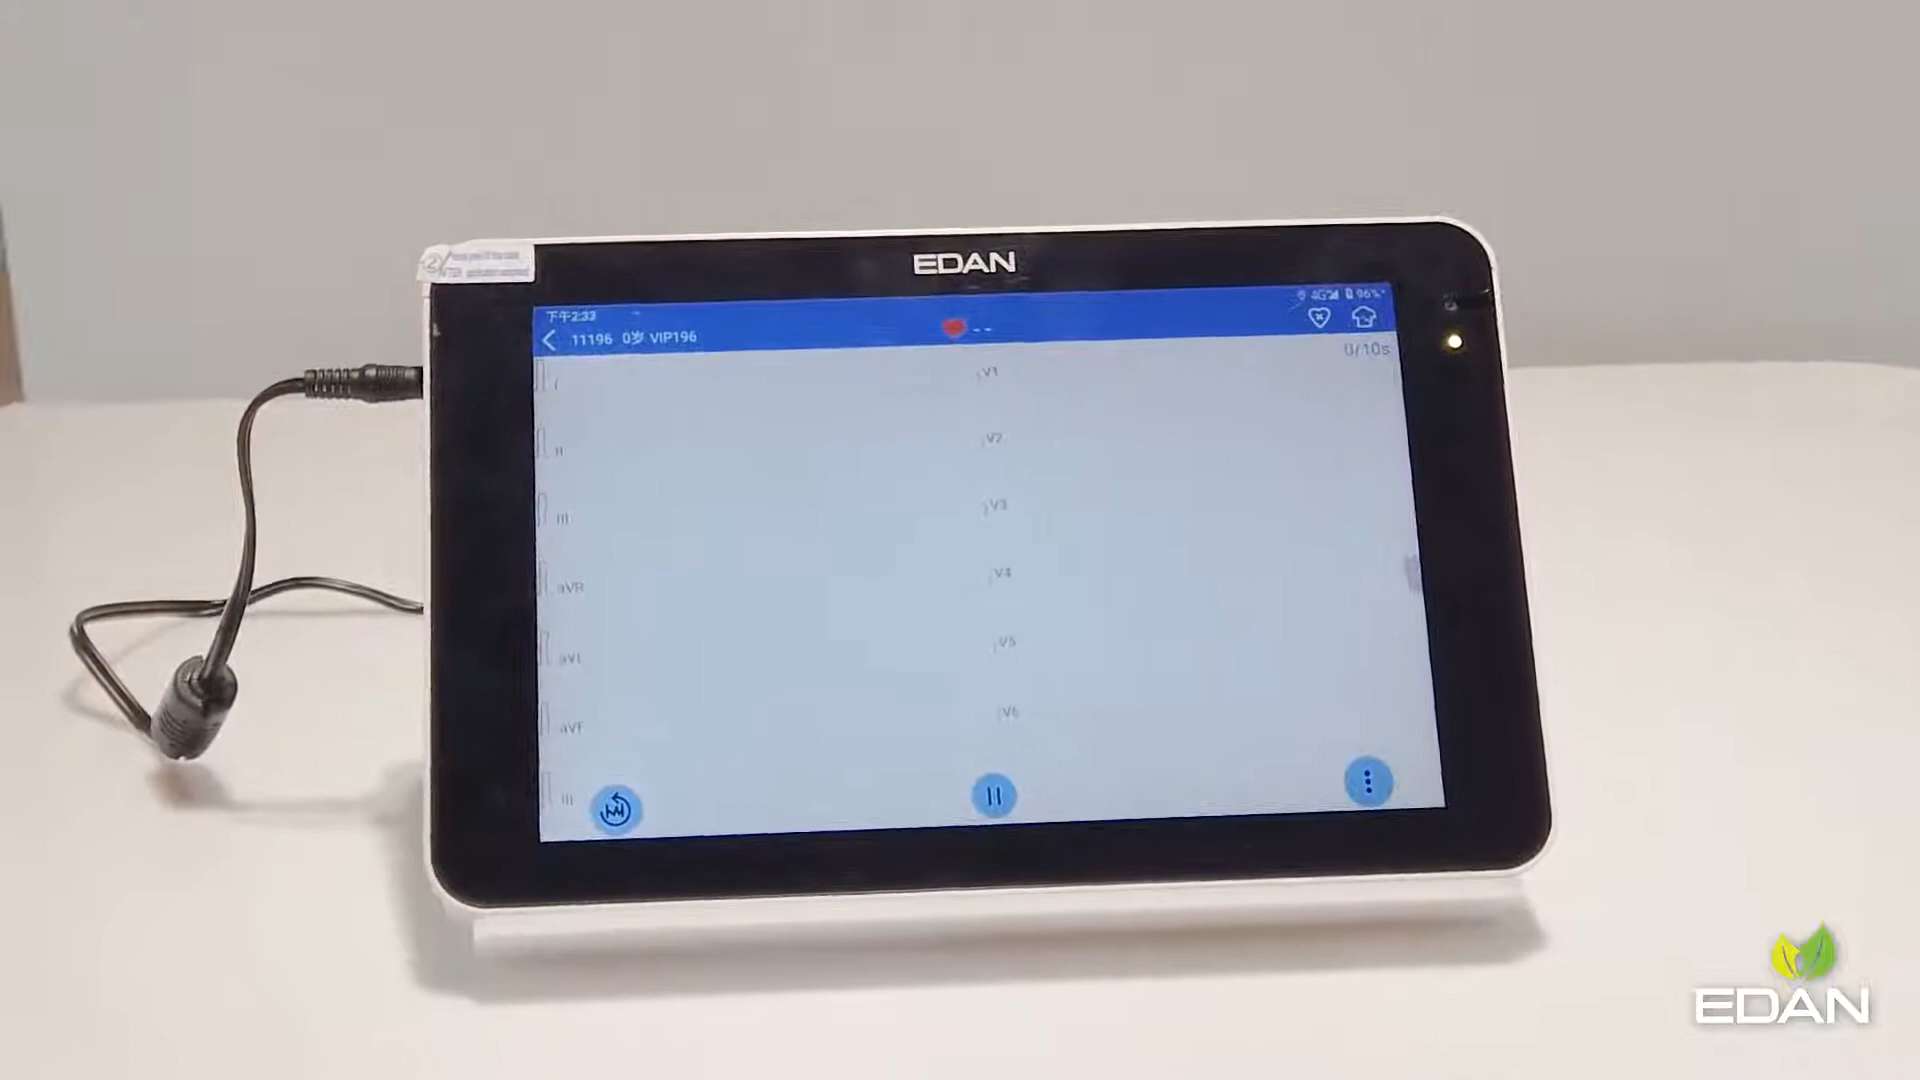 EDAN
下午2:33
4G 96%
11196 0岁 VIP196
--
0/10s
I
V1
II
V2
III
V3
aVR
V4
aVL
V5
aVF
V6
III
EDAN